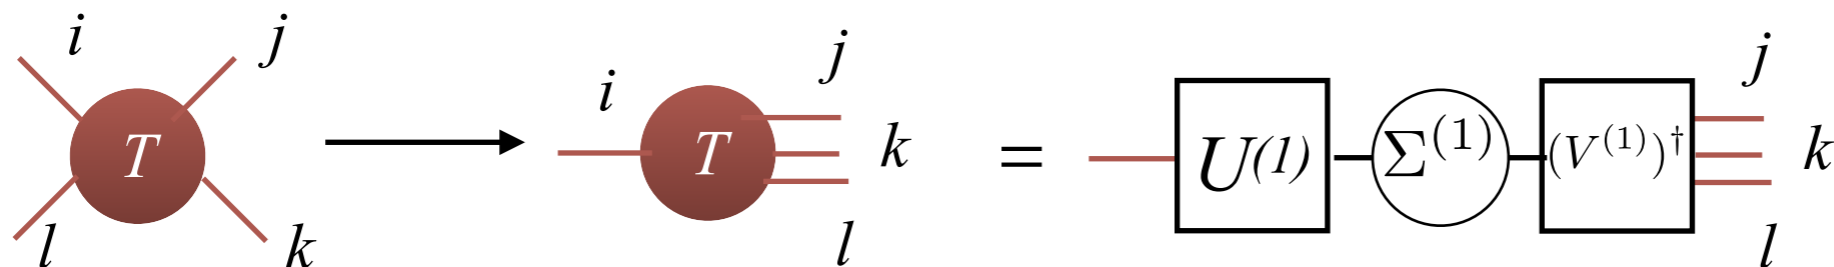 i j
T
l k
i
T
j
k
l
=
U(1)
Σ(1)
(V(1))†
j
k
l